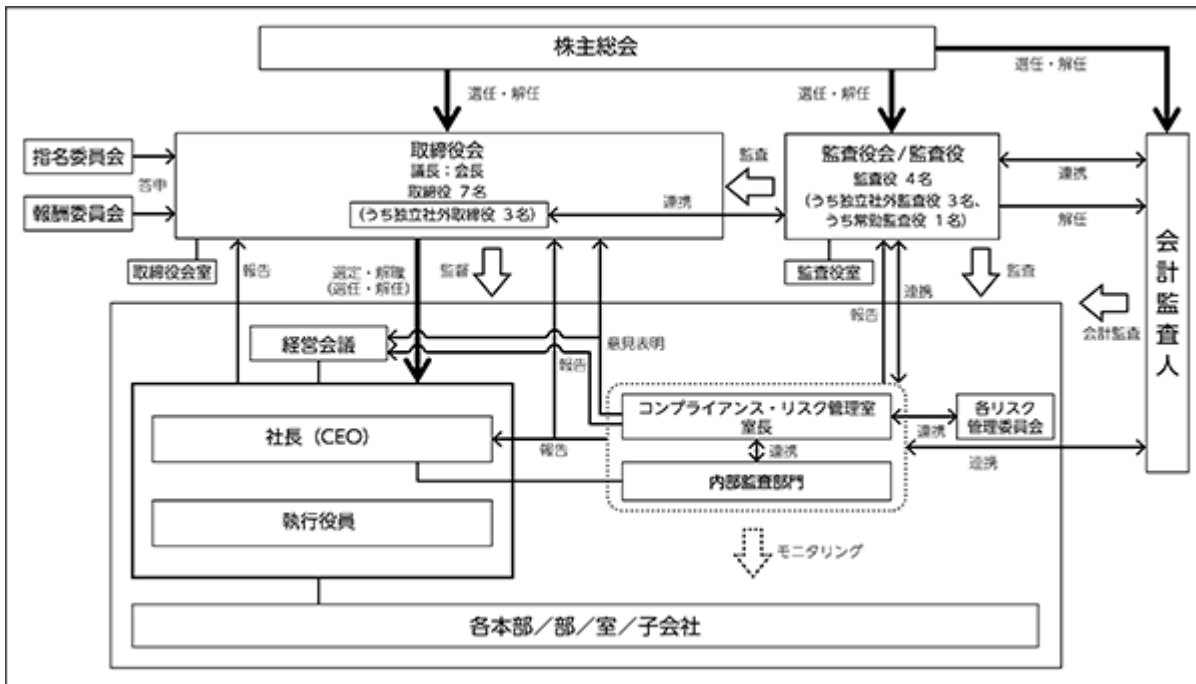 株主総会
選任・解任
選任・解任
選任・解任
指名委員会
答申
報酬委員会
取締役会
議長：会長
取締役 7名
(うち独立社外取締役 3名)
監査
連携
監査役会/監査役
監査役 4名
(うち独立社外監査役 3名、
うち常勤監査役 1名)
連携
解任
会計監査人
取締役会室
報告
選定・解職
(選任・解任)
監督
監査役室
監査
連携
報告
会計監査
経営会議
意見表明
報告
社長（CEO）
報告
コンプライアンス・リスク管理室
室長
連携
内部監査部門
各リスク
管理委員会
連携
連携
執行役員
モニタリング
各本部／部／室／子会社